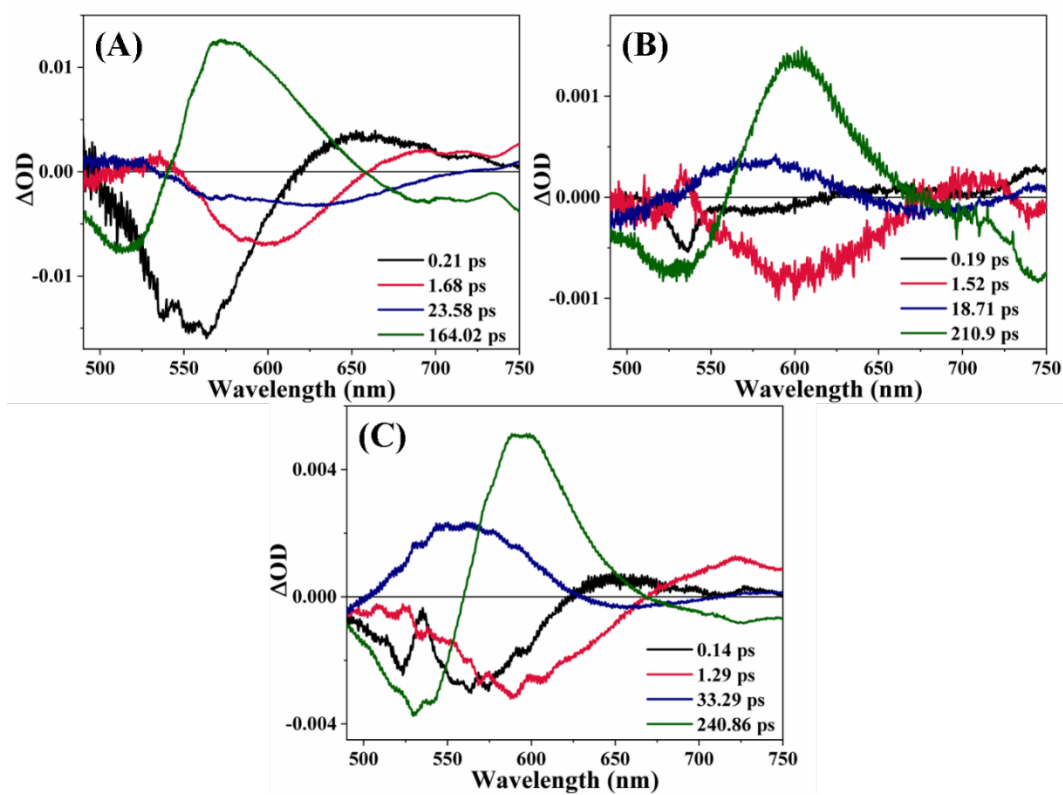 (A)
ΔOD
0.01
0.00
-0.01
0.21 ps
1.68 ps
23.58 ps
164.02 ps
500 550 600 650 700 750
Wavelength (nm)
(B)
ΔOD
0.001
0.000
-0.001
0.19 ps
1.52 ps
18.71 ps
210.9 ps
500 550 600 650 700 750
Wavelength (nm)
(C)
ΔOD
0.004
0.000
-0.004
0.14 ps
1.29 ps
33.29 ps
240.86 ps
500 550 600 650 700 750
Wavelength (nm)